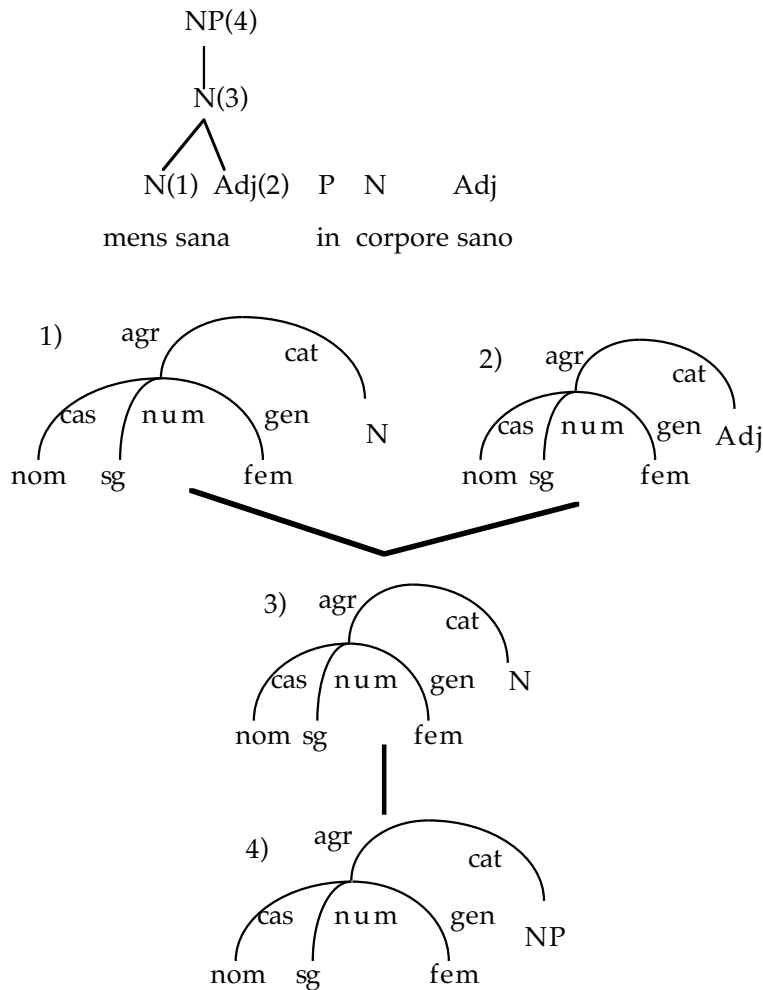 NP(4)
N(3)
N(1) Adj(2) P N Adj
mens sana in corpore sano
1) agr cat
cas num gen N
nom sg fem
2) agr cat
cas num gen Adj
nom sg fem
3) agr cat
cas num gen N
nom sg fem
4) agr cat
cas num gen NP
nom sg fem